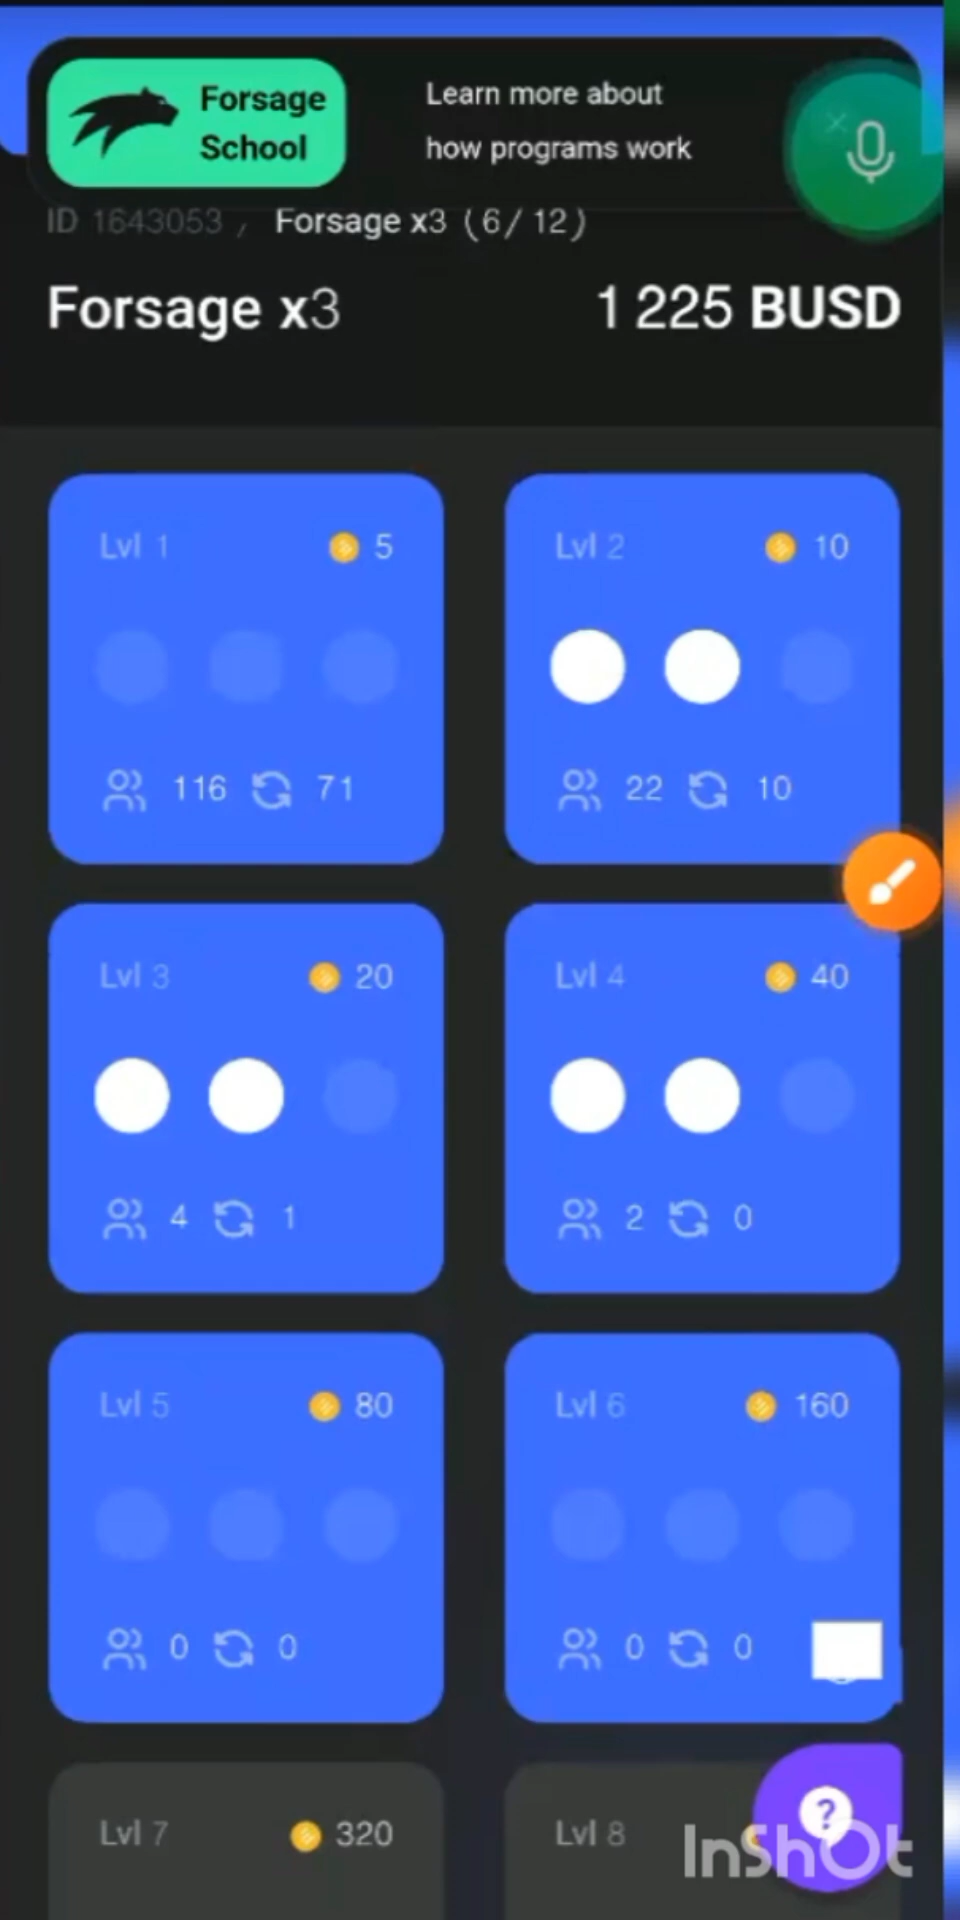 Forsage
School
Learn more about
how programs work
ID 1643053 , Forsage x3 (6/12)
Forsage x3 1 225 BUSD
Lvl 1 5
116 71
Lvl 2 10
22 10
Lvl 3 20
4 1
Lvl 4 40
2 0
Lvl 5 80
0 0
Lvl 6 160
0 0
Lvl 7 320
Lvl 8
?
InShOt